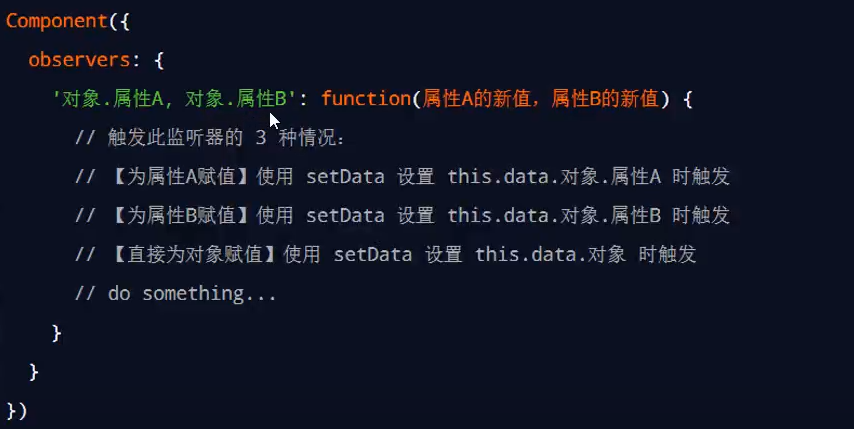 Component({
observers: {
'对象.属性A, 对象.属性B': function(属性A的新值, 属性B的新值) {
// 触发此监听器的 3 种情况:
// 【为属性A赋值】使用 setData 设置 this.data.对象.属性A 时触发
// 【为属性B赋值】使用 setData 设置 this.data.对象.属性B 时触发
// 【直接为对象赋值】使用 setData 设置 this.data.对象 时触发
// do something...
}
}
})